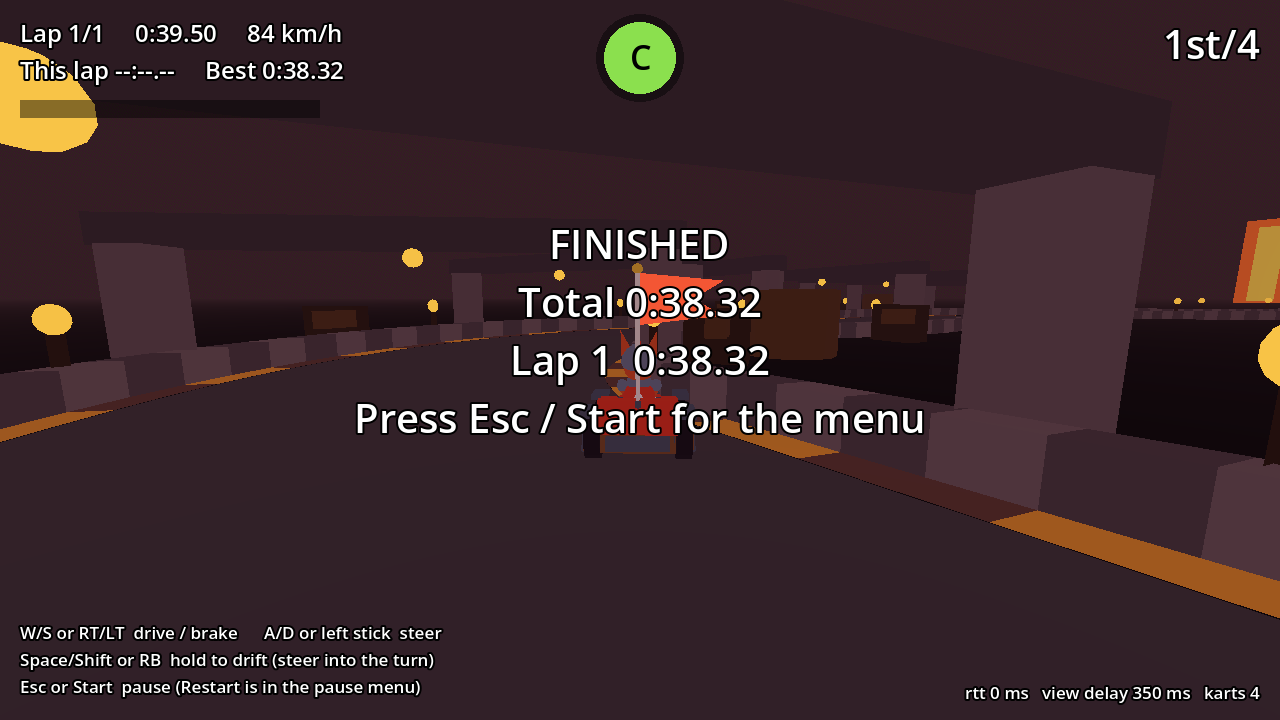 Lap 1/1 0:39.50 84 km/h
This lap --:--.-- Best 0:38.32
C
1st/4
FINISHED
Total 0:38.32
Lap 1 0:38.32
Press Esc / Start for the menu
W/S or RT/LT drive / brake A/D or left stick steer
Space/Shift or RB hold to drift (steer into the turn)
Esc or Start pause (Restart is in the pause menu)
rtt 0 ms view delay 350 ms karts 4